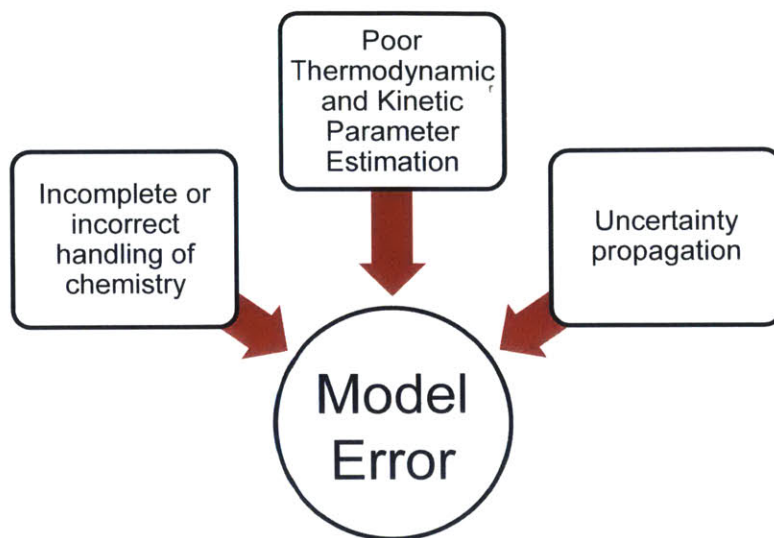 Poor
Thermodynamic
and Kinetic
Parameter
Estimation
Incomplete or
incorrect
handling of
chemistry
Uncertainty
propagation
Model
Error